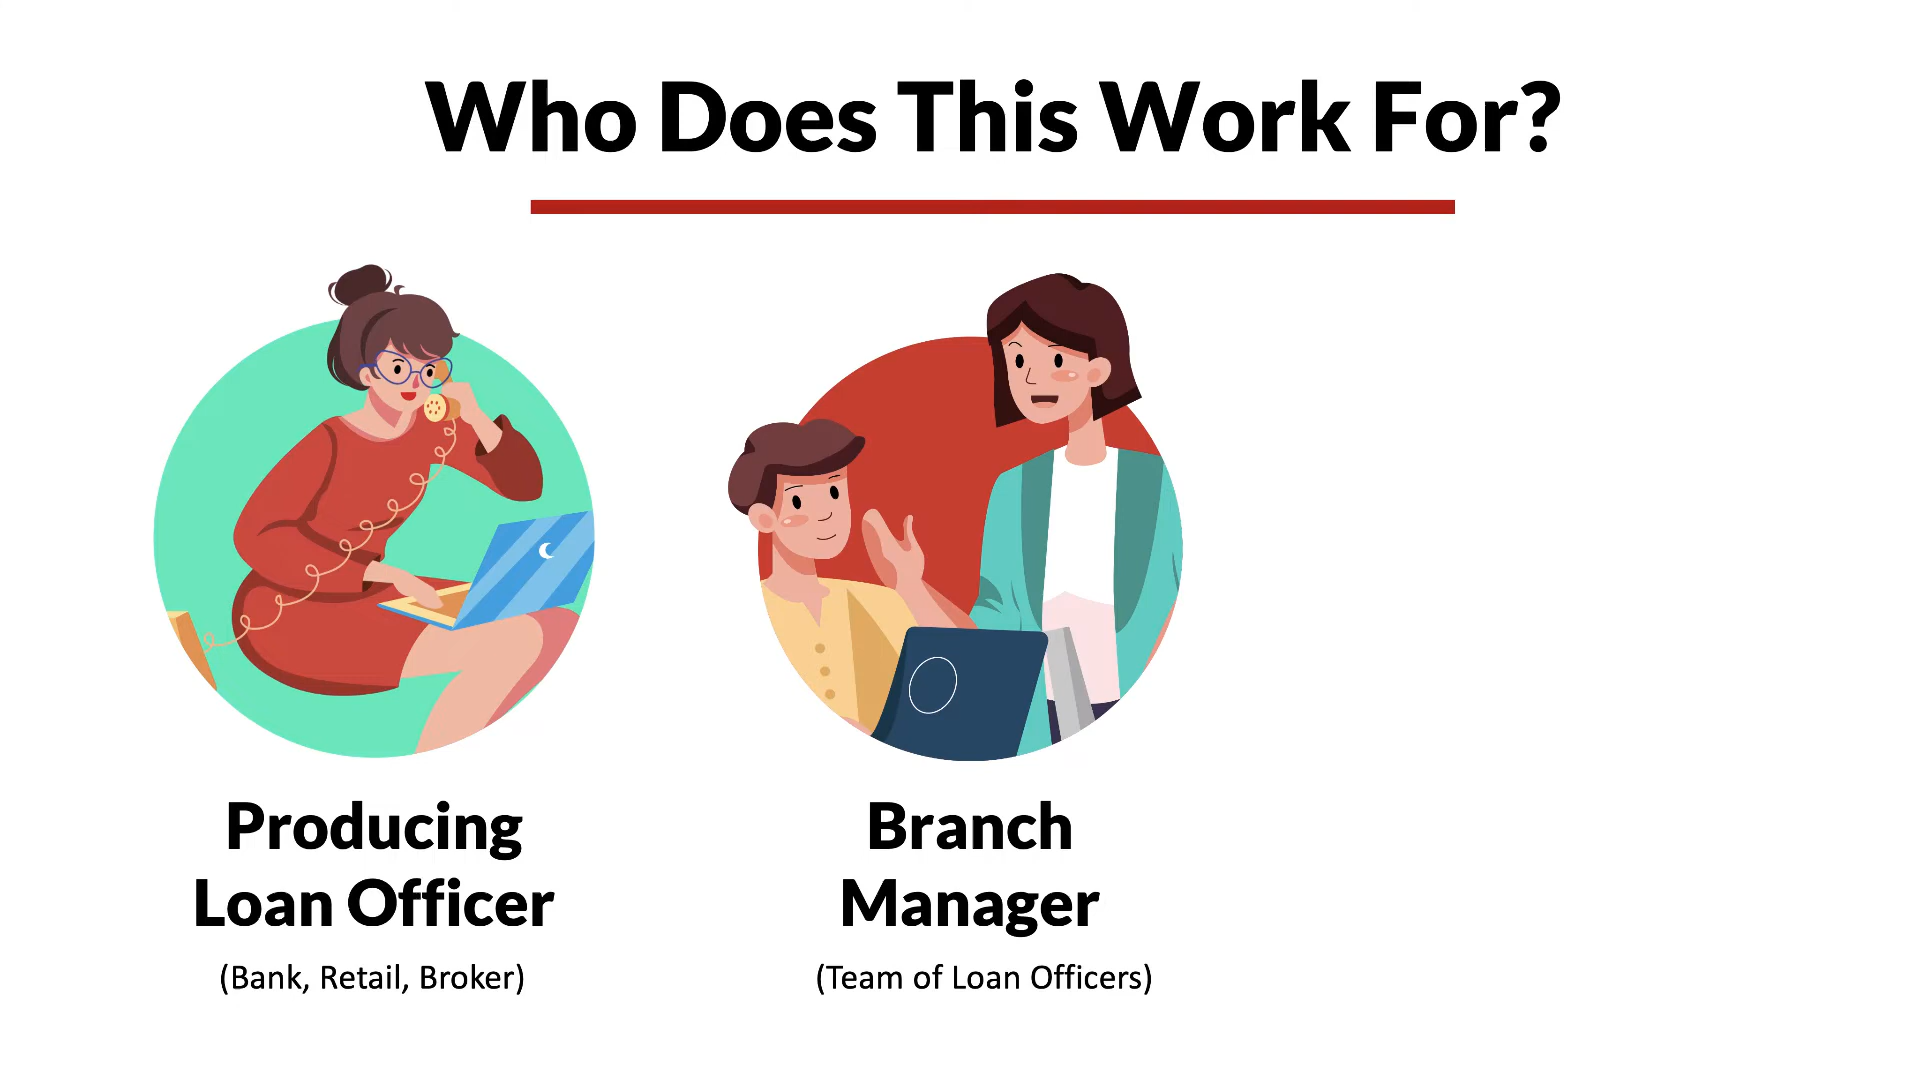 Who Does This Work For?
Producing
Loan Officer
(Bank, Retail, Broker)
Branch
Manager
(Team of Loan Officers)